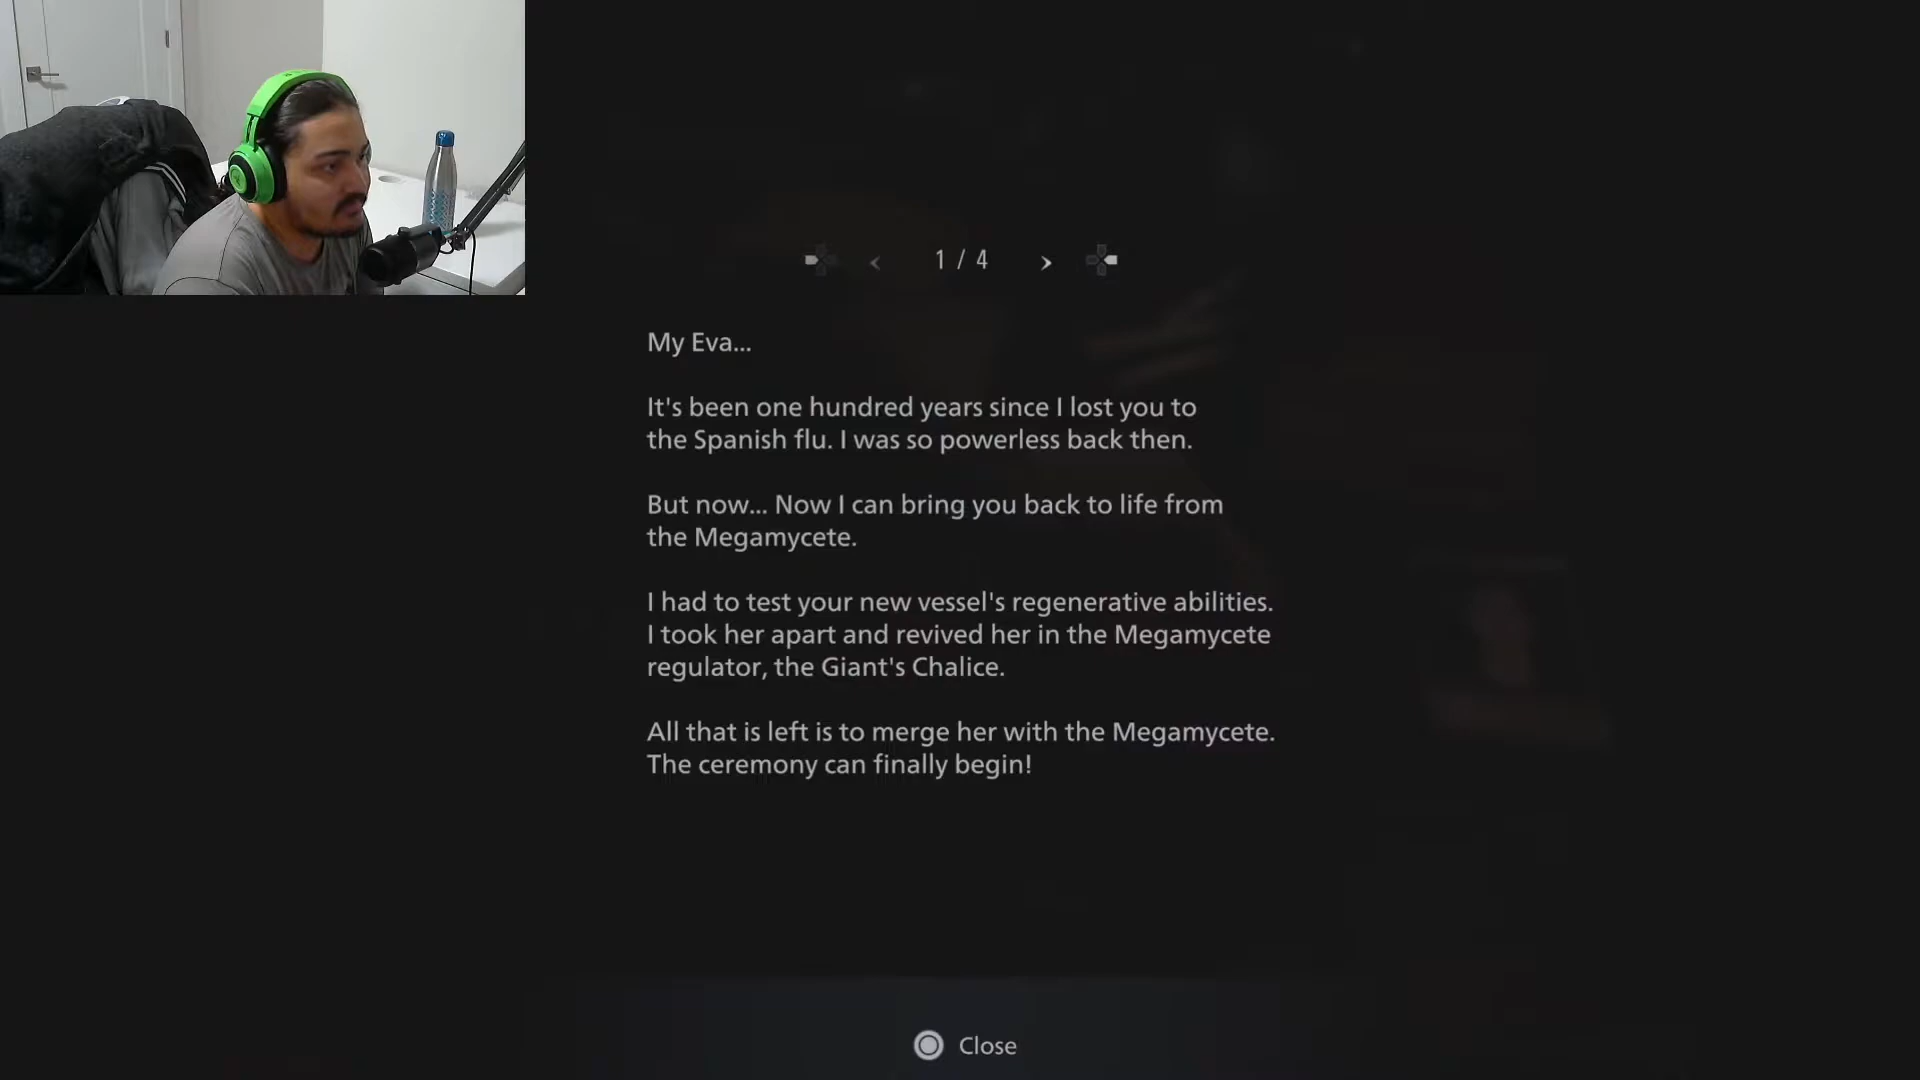 1 / 4
My Eva...
It's been one hundred years since I lost you to
the Spanish flu. I was so powerless back then.
But now... Now I can bring you back to life from
the Megamycete.
I had to test your new vessel's regenerative abilities.
I took her apart and revived her in the Megamycete
regulator, the Giant's Chalice.
All that is left is to merge her with the Megamycete.
The ceremony can finally begin!
Close